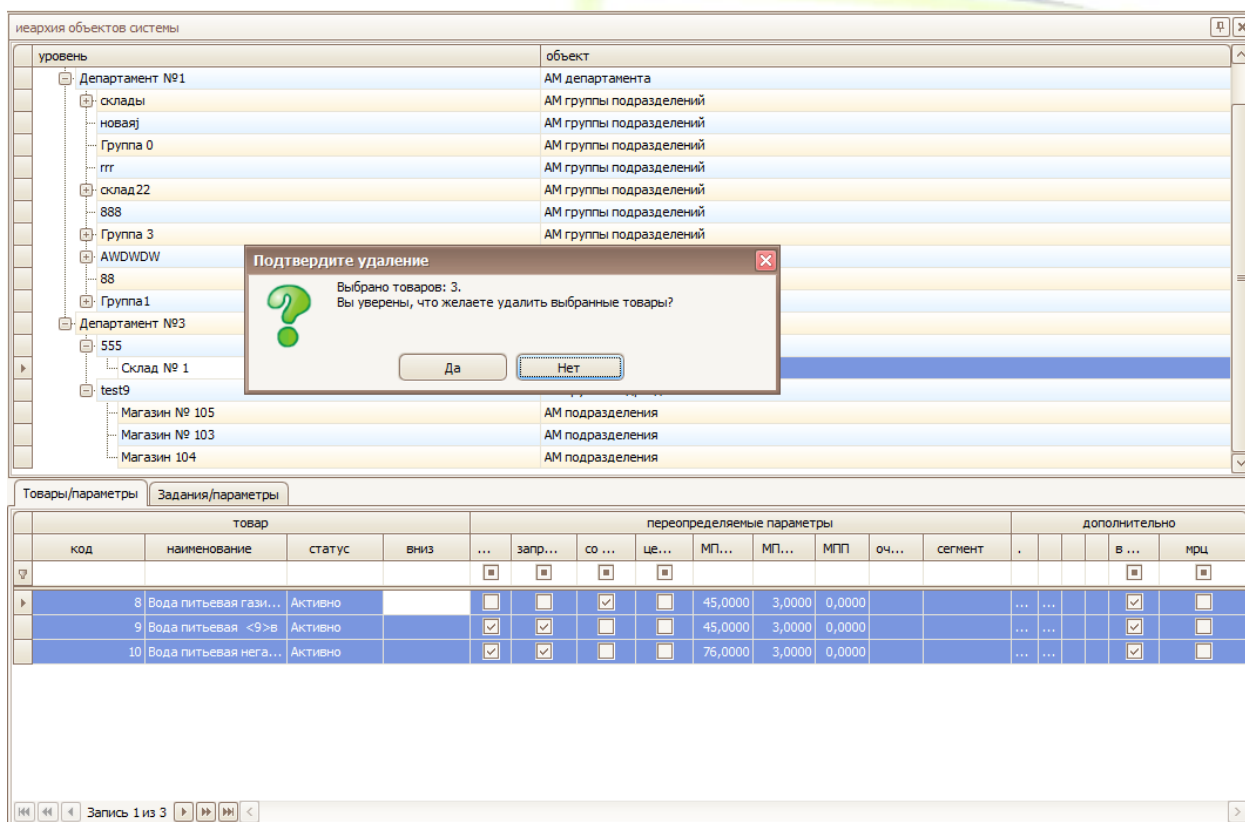 иеархия объектов системы
уровень объект
Департамент №1 АМ департамента
склады АМ группы подразделений
новаяj АМ группы подразделений
Группа 0 АМ группы подразделений
rrr АМ группы подразделений
склад22 АМ группы подразделений
888 АМ группы подразделений
Группа 3 АМ группы подразделений
AWDWDW
88
Группа1
Департамент №3
555
Склад № 1
test9
Магазин № 105 АМ подразделения
Магазин № 103 АМ подразделения
Магазин 104 АМ подразделения
Подтвердите удаление
Выбрано товаров: 3.
Вы уверены, что желаете удалить выбранные товары?
Да Нет
Товары/параметры Задания/параметры
товар переопределяемые параметры дополнительно
код наименование статус вниз ... запр... со ... це... МП... МП... МПП оч... сегмент . в ... мрц
8 Вода питьевая гази... Активно 45,0000 3,0000 0,0000 ... ...
9 Вода питьевая <9>в Активно 45,0000 3,0000 0,0000 ... ...
10 Вода питьевая нега... Активно 76,0000 3,0000 0,0000 ... ...
Запись 1 из 3